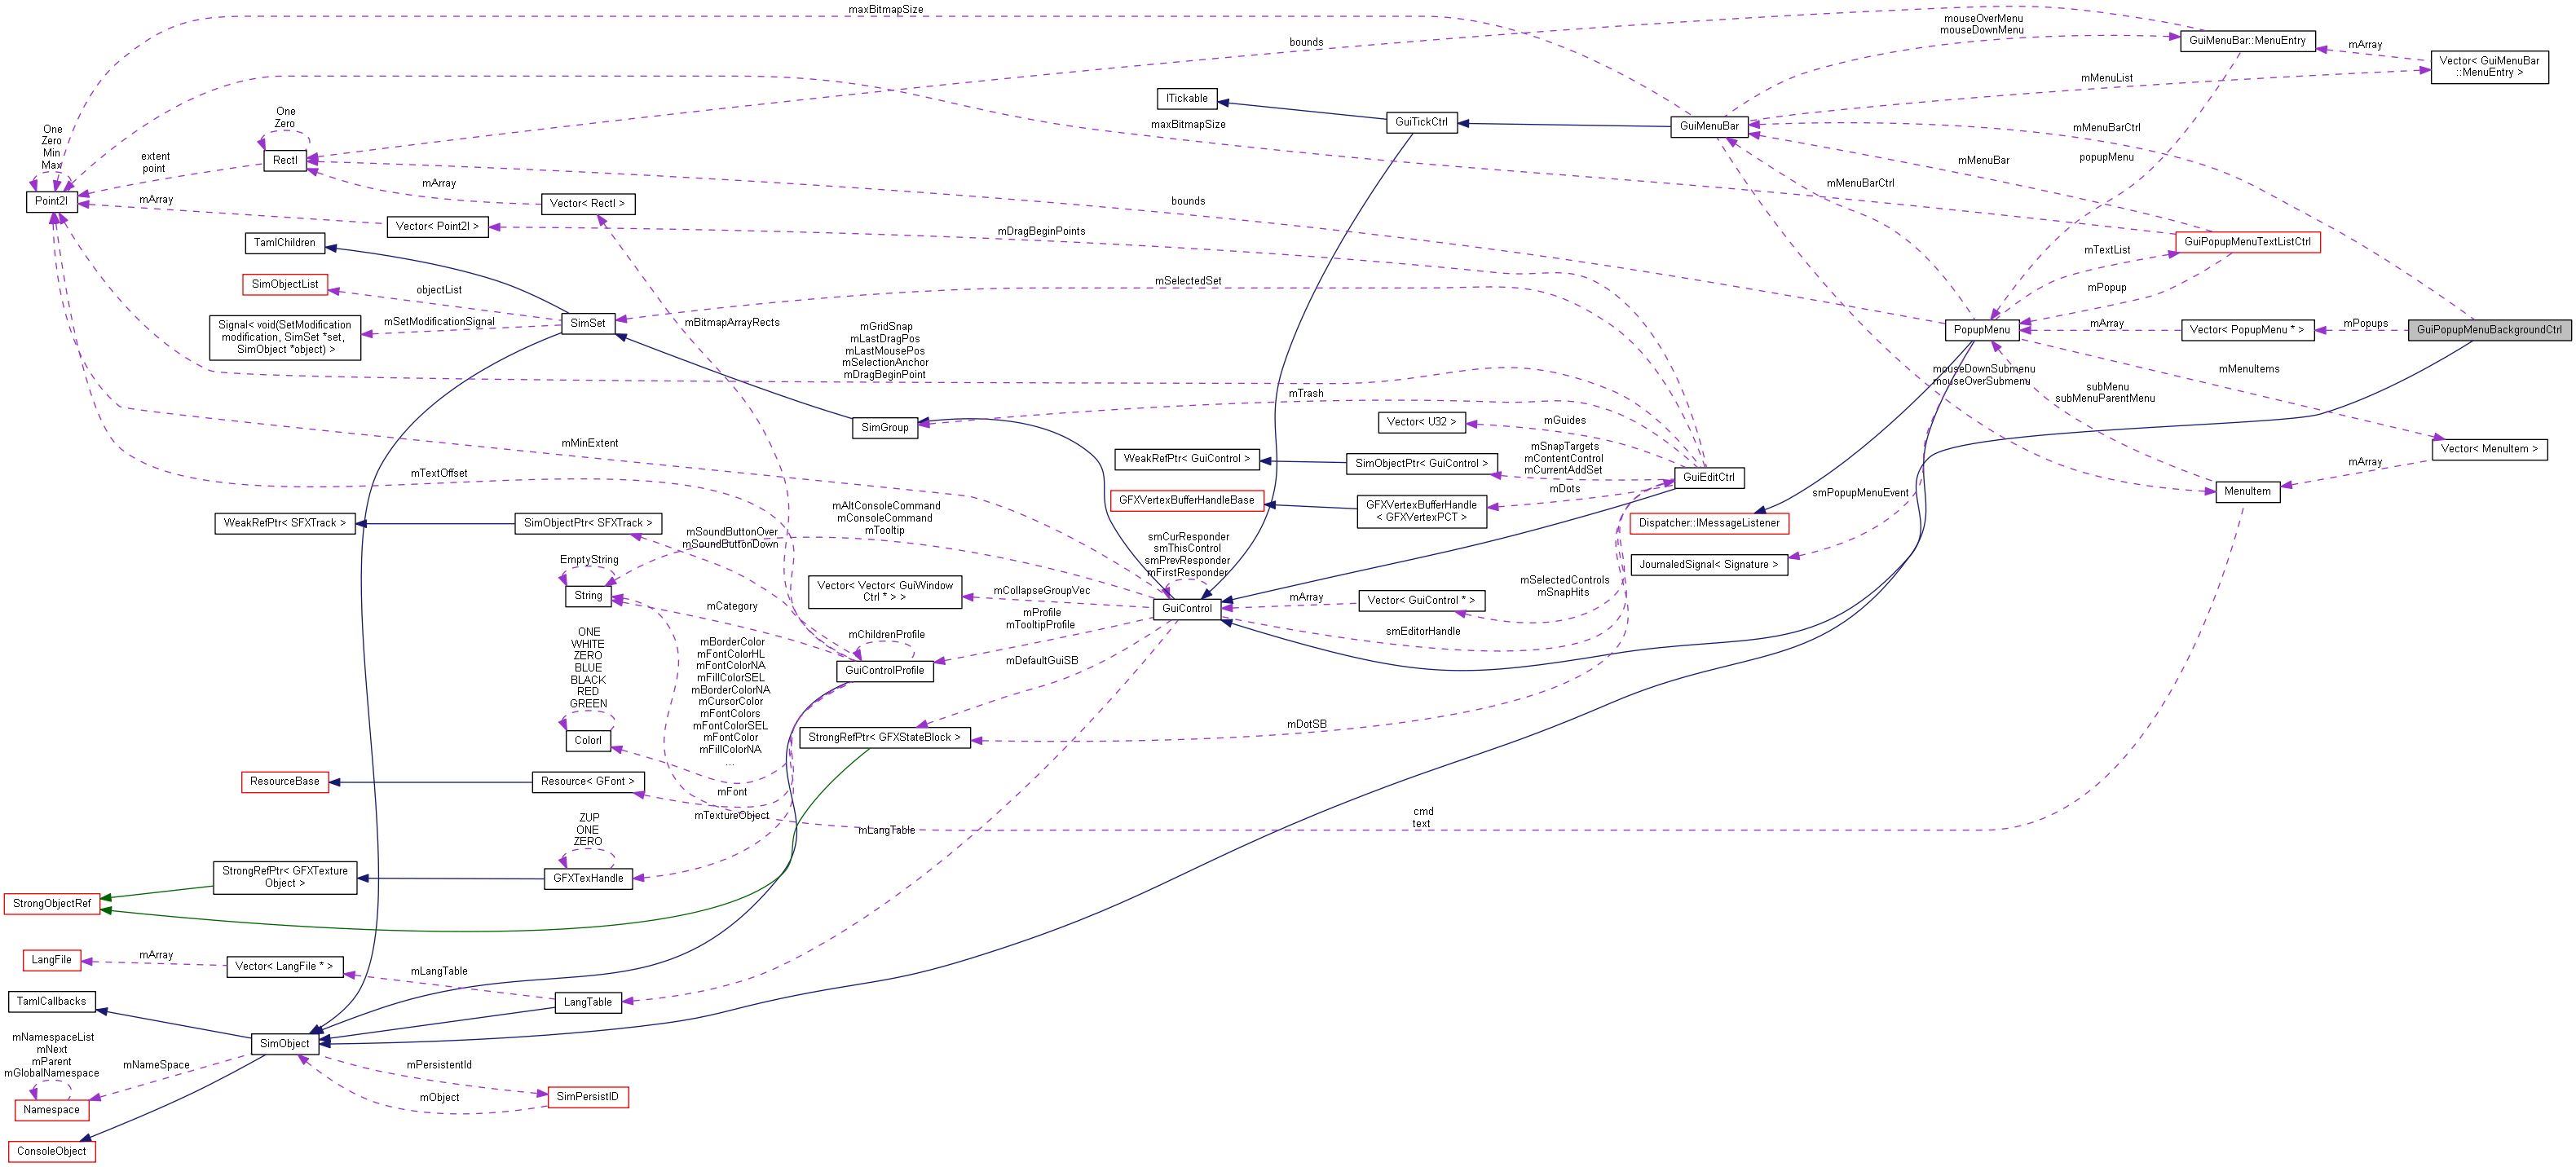 maxBitmapSize
mouseOverMenu
mouseDownMenu
GuiMenuBar::MenuEntry
mArray
bounds
Vector< GuiMenuBar
::MenuEntry >
mMenuList
ITickable
GuiTickCtrl
GuiMenuBar
One
Zero
maxBitmapSize
mMenuBarCtrl
One
Zero
Min
Max
extent
point
RectI
mMenuBar
popupMenu
mArray
mMenuBarCtrl
Point2I
mArray
Vector< RectI >
bounds
Vector< Point2I >
mDragBeginPoints
TamlChildren
GuiPopupMenuTextListCtrl
mTextList
SimObjectList
objectList
mSelectedSet
mPopup
Signal< void(SetModification
modification, SimSet *set,
SimObject *object) >
mSetModificationSignal
SimSet
mBitmapArrayRects
mGridSnap
mLastDragPos
mLastMousePos
mSelectionAnchor
mDragBeginPoint
PopupMenu
mArray
Vector< PopupMenu * >
mPopups
GuiPopupMenuBackgroundCtrl
mouseDownSubmenu
mouseOverSubmenu
mMenuItems
subMenu
subMenuParentMenu
mTrash
SimGroup
Vector< U32 >
mGuides
mMinExtent
WeakRefPtr< GuiControl >
SimObjectPtr< GuiControl >
mSnapTargets
mContentControl
mCurrentAddSet
GuiEditCtrl
Vector< MenuItem >
mArray
mTextOffset
GFXVertexBufferHandleBase
GFXVertexBufferHandle
< GFXVertexPCT >
mDots
smPopupMenuEvent
MenuItem
WeakRefPtr< SFXTrack >
SimObjectPtr< SFXTrack >
mSoundButtonOver
mSoundButtonDown
mAltConsoleCommand
mConsoleCommand
mTooltip
Dispatcher::IMessageListener
smCurResponder
smThisControl
smPrevResponder
mFirstResponder
EmptyString
String
JournaledSignal< Signature >
Vector< Vector< GuiWindow
Ctrl * > >
mCollapseGroupVec
GuiControl
mArray
Vector< GuiControl * >
mSelectedControls
mSnapHits
mCategory
mProfile
mTooltipProfile
smEditorHandle
mChildrenProfile
GuiControlProfile
mDefaultGuiSB
ONE
WHITE
ZERO
BLUE
BLACK
RED
GREEN
mBorderColor
mFontColorHL
mFontColorNA
mFillColorSEL
mBorderColorNA
mCursorColor
mFontColors
mFontColorSEL
mFontColor
mFillColorNA
...
ColorI
StrongRefPtr< GFXStateBlock >
mDotSB
ResourceBase
Resource< GFont >
mFont
mTextureObject
cmd
text
mLangTable
ZUP
ONE
ZERO
StrongRefPtr< GFXTexture
Object >
GFXTexHandle
StrongObjectRef
LangFile
mArray
Vector< LangFile * >
mLangTable
TamlCallbacks
LangTable
SimObject
mNamespaceList
mNext
mParent
mGlobalNamespace
mNameSpace
mPersistentId
mObject
SimPersistID
Namespace
ConsoleObject